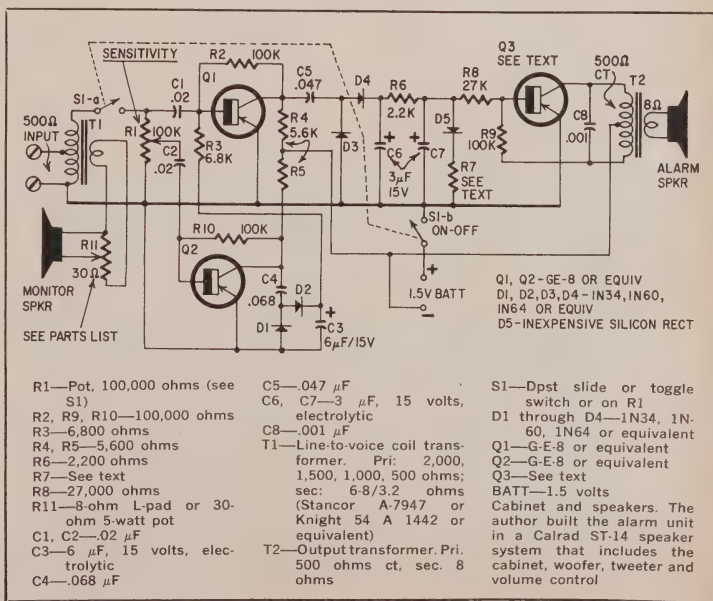 SENSITIVITY
S1-a
500Ω
INPUT
T1
R1
100K
C1
.02
C2
.02
R2
100K
Q1
R3
6.8K
C5
.047
R4
5.6K
R5
D4
D3
R6
2.2K
C6
3µF
15V
C7
D5
R7
SEE
TEXT
R8
27K
R9
100K
Q3
SEE TEXT
C8
.001
500Ω
CT
T2
8Ω
ALARM
SPKR
R10
100K
Q2
C4
.068
D2
D1
C3
6µF/15V
S1-b
ON-OFF
+
1.5V BATT
–
MONITOR
SPKR
R11
30Ω
SEE PARTS LIST
Q1, Q2-GE-8 OR EQUIV
D1, D2, D3, D4-1N34, 1N60,
1N64 OR EQUIV
D5-INEXPENSIVE SILICON RECT
R1—Pot, 100,000 ohms (see
S1)
R2, R9, R10—100,000 ohms
R3—6,800 ohms
R4, R5—5,600 ohms
R6—2,200 ohms
R7—See text
R8—27,000 ohms
R11—8-ohm L-pad or 30-
ohm 5-watt pot
C1, C2—.02 µF
C3—6 µF, 15 volts, elec-
trolytic
C4—.068 µF
C5—.047 µF
C6, C7—3 µF, 15 volts,
electrolytic
C8—.001 µF
T1—Line-to-voice coil trans-
former. Pri: 2,000,
1,500, 1,000, 500 ohms;
sec: 6-8/3.2 ohms
(Stancor A-7947 or
Knight 54 A 1442 or
equivalent)
T2—Output transformer. Pri.
500 ohms ct, sec. 8
ohms
S1—Dpst slide or toggle
switch or on R1
D1 through D4—1N34, 1N-
60, 1N64 or equivalent
Q1—G-E-8 or equivalent
Q2—G-E-8 or equivalent
Q3—See text
BATT—1.5 volts
Cabinet and speakers. The
author built the alarm unit
in a Calrad ST-14 speaker
system that includes the
cabinet, woofer, tweeter and
volume control